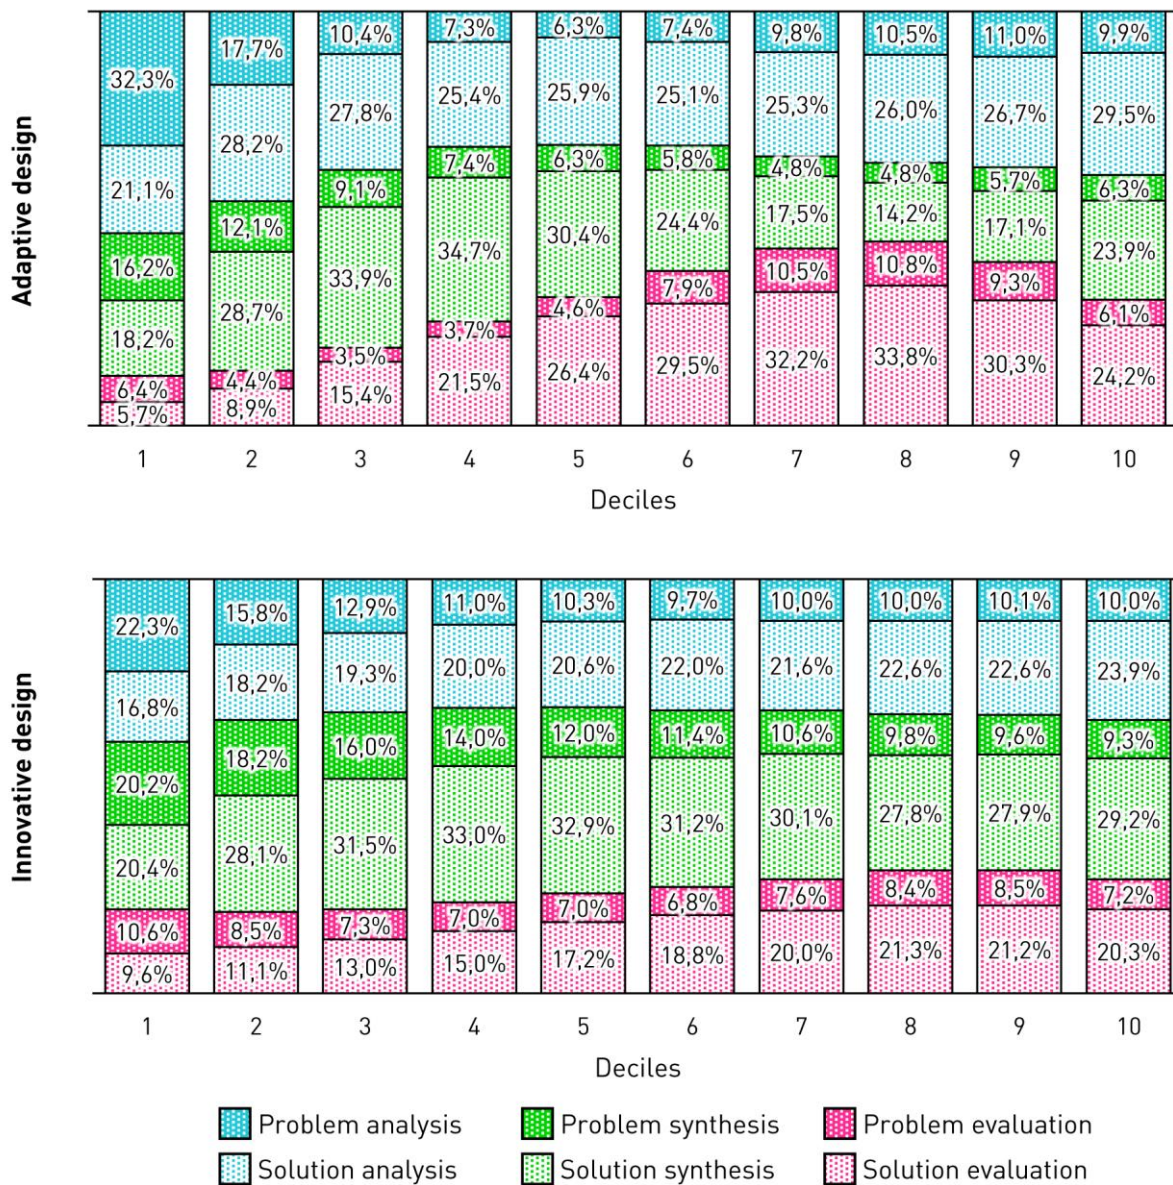 Adaptive design
32,3% 17,7% 10,4% 7,3% 6,3% 7,4% 9,8% 10,5% 11,0% 9,9%
21,1% 28,2% 27,8% 25,4% 25,9% 25,1% 25,3% 26,0% 26,7% 29,5%
16,2% 12,1% 9,1% 7,4% 6,3% 5,8% 4,8% 4,8% 5,7% 6,3%
18,2% 28,7% 33,9% 34,7% 30,4% 24,4% 17,5% 14,2% 17,1% 23,9%
6,4% 4,4% 3,5% 3,7% 4,6% 7,9% 10,5% 10,8% 9,3% 6,1%
5,7% 8,9% 15,4% 21,5% 26,4% 29,5% 32,2% 33,8% 30,3% 24,2%
1 2 3 4 5 6 7 8 9 10
Deciles
Innovative design
22,3% 15,8% 12,9% 11,0% 10,3% 9,7% 10,0% 10,0% 10,1% 10,0%
16,8% 18,2% 19,3% 20,0% 20,6% 22,0% 21,6% 22,6% 22,6% 23,9%
20,2% 18,2% 16,0% 14,0% 12,0% 11,4% 10,6% 9,8% 9,6% 9,3%
20,4% 28,1% 31,5% 33,0% 32,9% 31,2% 30,1% 27,8% 27,9% 29,2%
10,6% 8,5% 7,3% 7,0% 7,0% 6,8% 7,6% 8,4% 8,5% 7,2%
9,6% 11,1% 13,0% 15,0% 17,2% 18,8% 20,0% 21,3% 21,2% 20,3%
1 2 3 4 5 6 7 8 9 10
Deciles
Problem analysis Problem synthesis Problem evaluation
Solution analysis Solution synthesis Solution evaluation